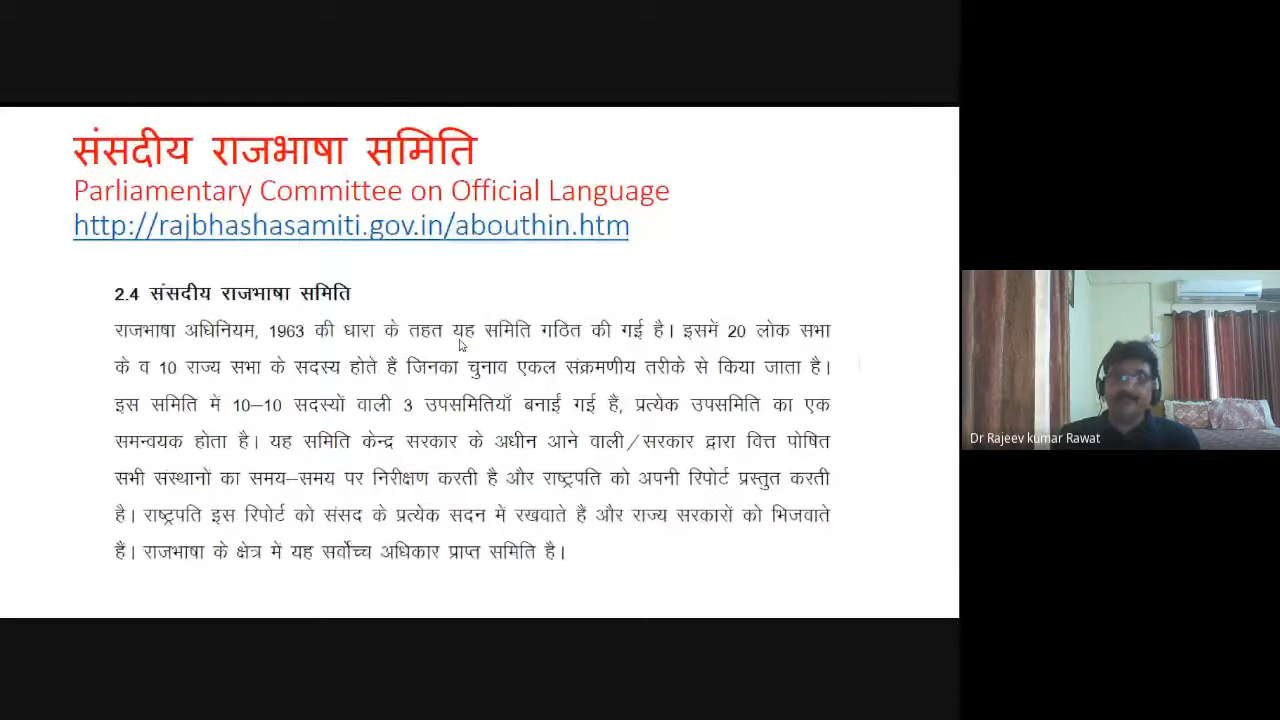 संसदीय राजभाषा समिति
Parliamentary Committee on Official Language
http://rajbhashasamiti.gov.in/abouthin.htm
2.4 संसदीय राजभाषा समिति
राजभाषा अधिनियम, 1963 की धारा के तहत यह समिति गठित की गई है। इसमें 20 लोक सभा
के व 10 राज्य सभा के सदस्य होते हैं जिनका चुनाव एकल संक्रमणीय तरीके से किया जाता है।
इस समिति में 10–10 सदस्यों वाली 3 उपसमितियाँ बनाई गई हैं, प्रत्येक उपसमिति का एक
समन्वयक होता है। यह समिति केन्द्र सरकार के अधीन आने वाली/सरकार द्वारा वित्त पोषित
सभी संस्थानों का समय–समय पर निरीक्षण करती है और राष्ट्रपति को अपनी रिपोर्ट प्रस्तुत करती
है। राष्ट्रपति इस रिपोर्ट को संसद के प्रत्येक सदन में रखवाते हैं और राज्य सरकारों को भिजवाते
हैं। राजभाषा के क्षेत्र में यह सर्वोच्च अधिकार प्राप्त समिति है।
Dr Rajeev kumar Rawat